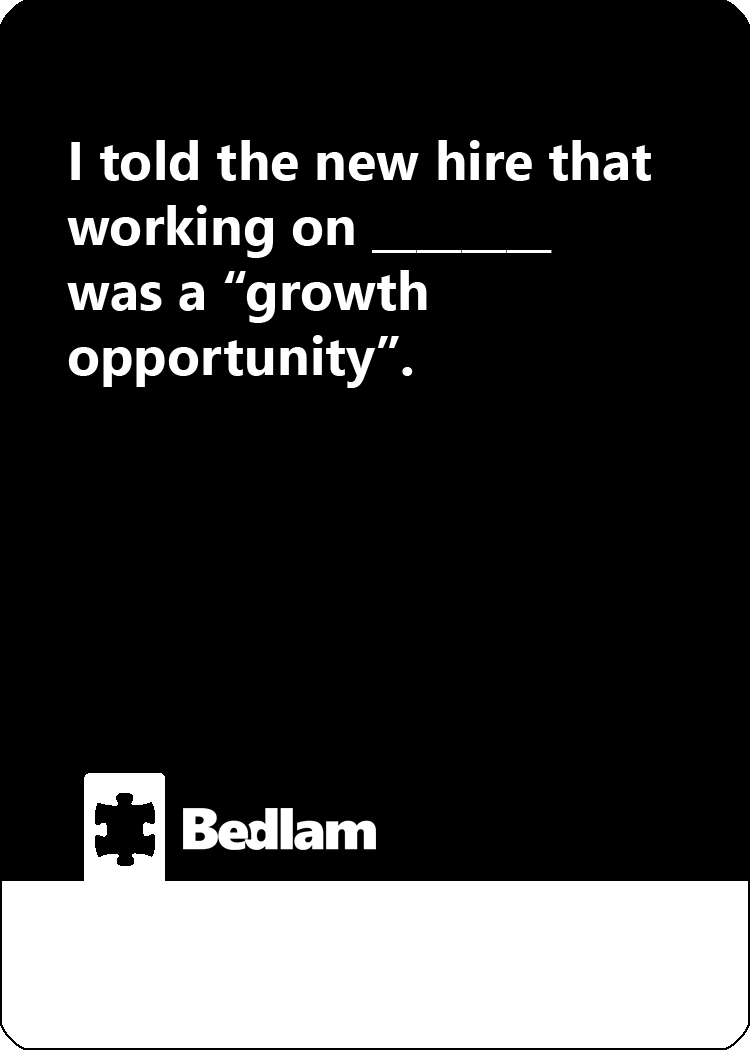 I told the new hire that
working on ________
was a “growth
opportunity”.
Bedlam